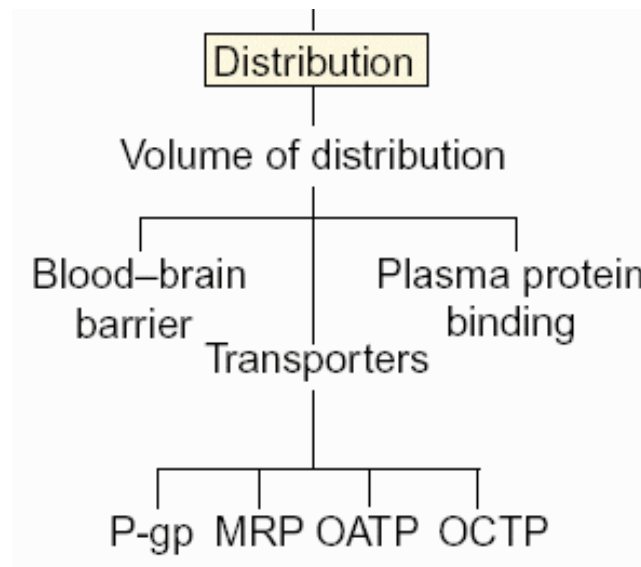 Distribution
Volume of distribution
Blood–brain
barrier
Plasma protein
binding
Transporters
P-gp MRP OATP OCTP